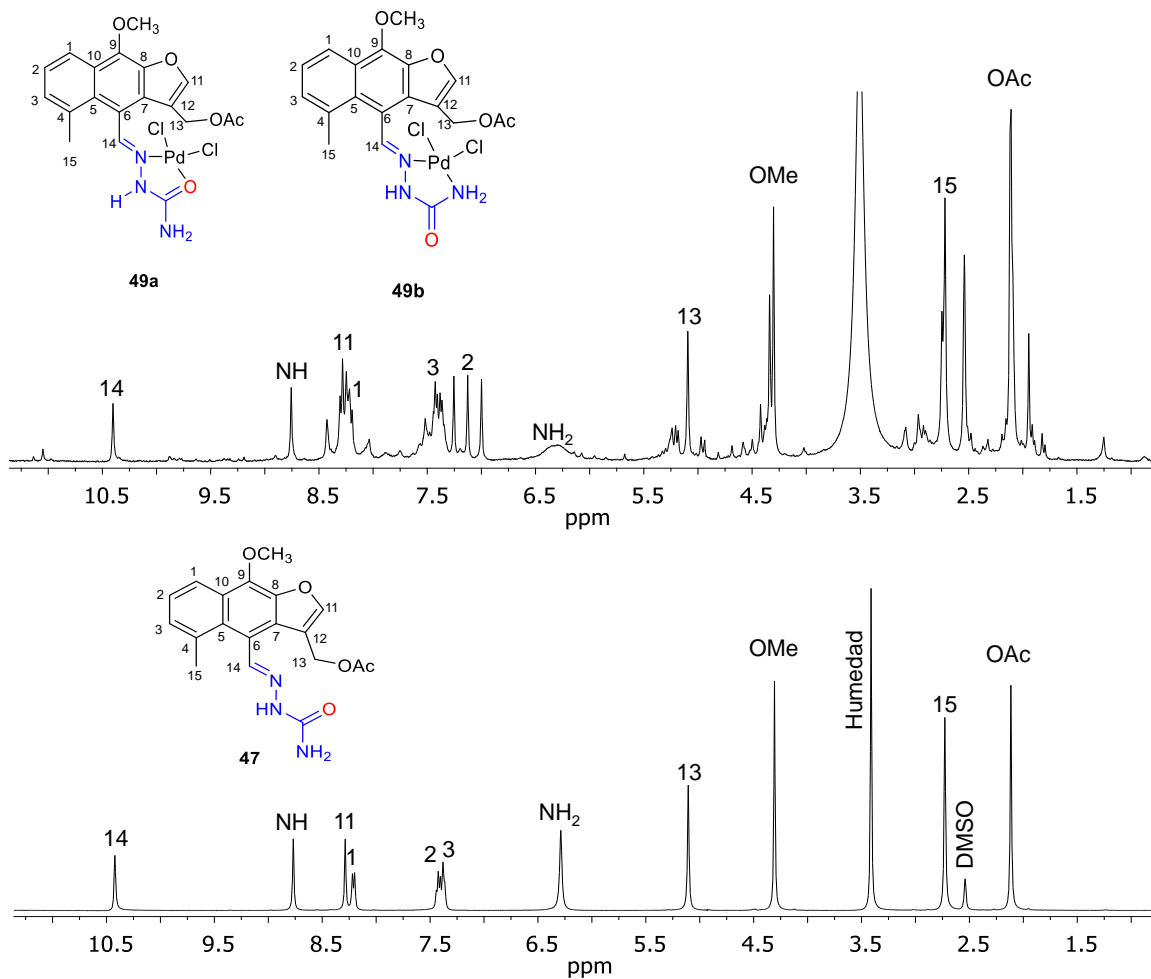 OCH₃
1
9
10
8
O
2
11
3
5
7
12
4
6
13
OAc
15
14
Cl
Cl
N
Pd
N
O
H
NH₂
49a
OCH₃
1
9
10
8
O
2
11
3
5
7
12
4
6
13
OAc
15
14
Cl
Cl
N
Pd
HN
NH₂
O
49b
14
NH
11
1
3
2
NH₂
13
OMe
15
OAc
10.5 9.5 8.5 7.5 6.5 5.5 4.5 3.5 2.5 1.5
ppm
OCH₃
1
9
10
8
O
2
11
3
5
7
12
4
6
13
OAc
15
14
N
HN
O
NH₂
47
14
NH
11
1
2
3
NH₂
13
OMe
Humedad
15
DMSO
OAc
10.5 9.5 8.5 7.5 6.5 5.5 4.5 3.5 2.5 1.5
ppm